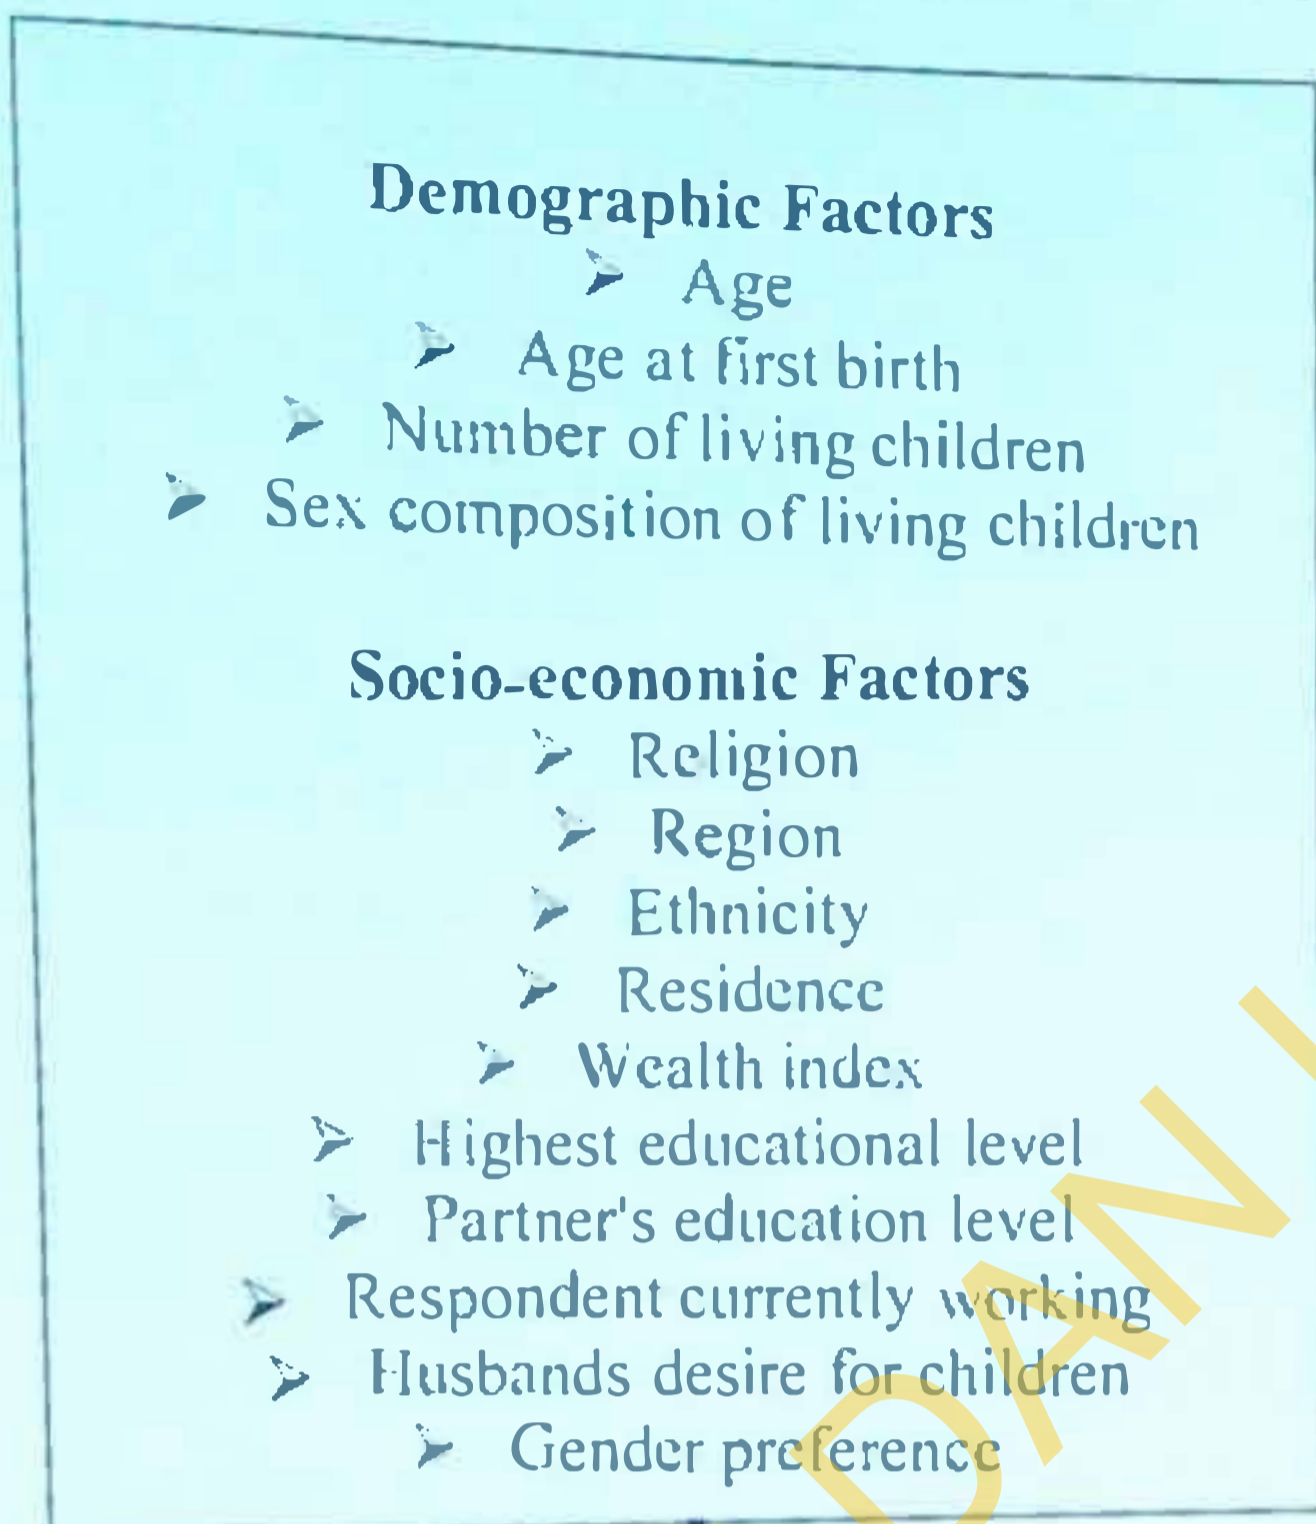 Demographic Factors
➢ Age
➢ Age at first birth
➢ Number of living children
➢ Sex composition of living children
Socio-economic Factors
➢ Religion
➢ Region
➢ Ethnicity
➢ Residence
➢ Wealth index
➢ Highest educational level
➢ Partner's education level
➢ Respondent currently working
➢ Husbands desire for children
➢ Gender preference
DAN